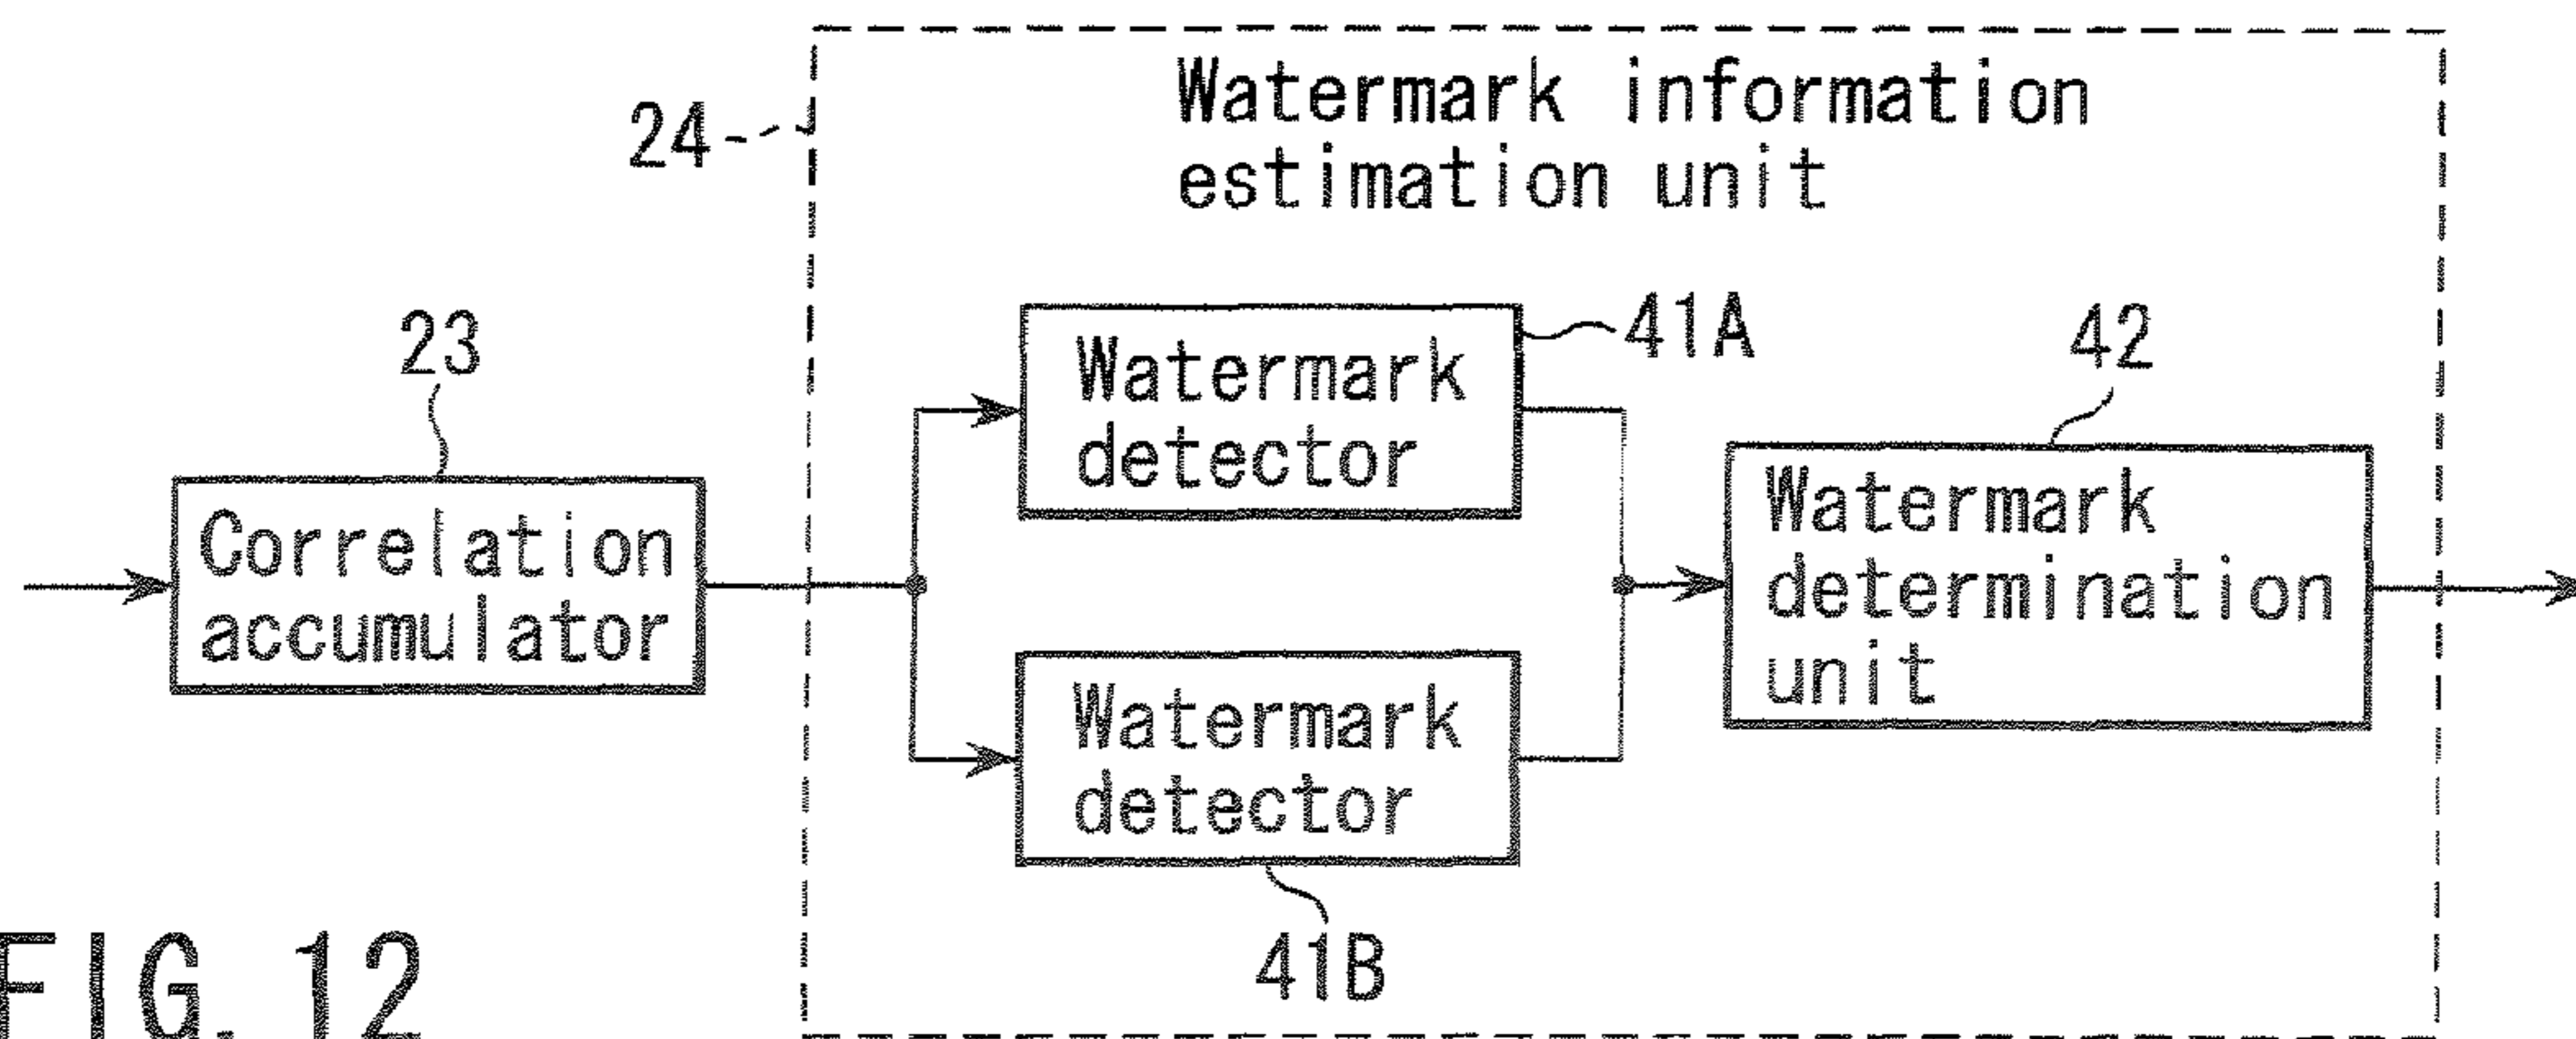 Watermark information
estimation unit
24
23
Correlation
accumulator
41A
Watermark
detector
41B
Watermark
detector
42
Watermark
determination
unit
FIG. 12